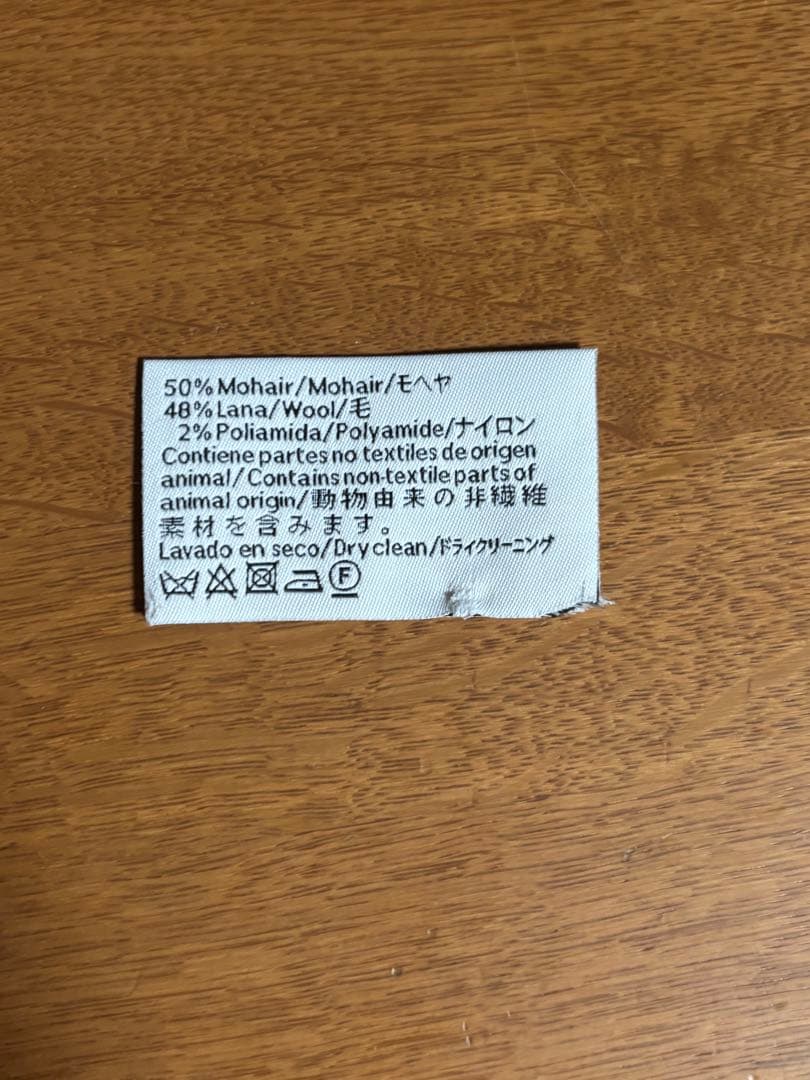 50% Mohair/Mohair/モヘヤ
48% Lana/Wool/毛
2% Poliamida/Polyamide/ナイロン
Contiene partes no textiles de origen
animal/Contains non-textile parts of
animal origin/動物由来の非繊維
素材を含みます。
Lavado en seco/Dry clean/ドライクリーニング
F